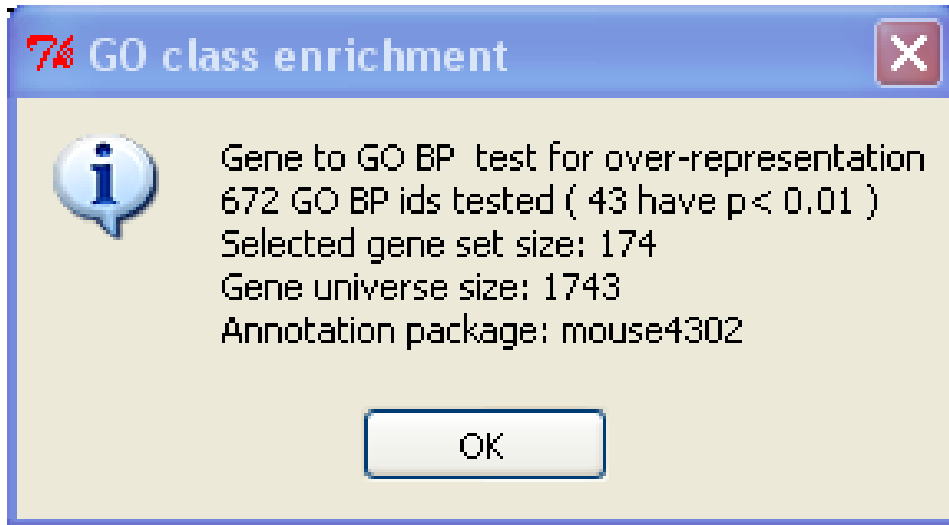 GO class enrichment
Gene to GO BP  test for over-representation
672 GO BP ids tested ( 43 have p< 0.01 )
Selected gene set size: 174
Gene universe size: 1743
Annotation package: mouse4302
OK